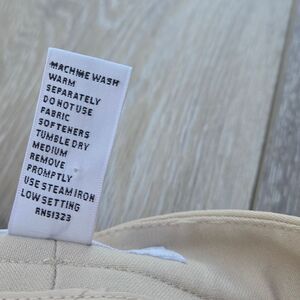 MACHINE WASH
WARM
SEPARATELY
DO NOT USE
FABRIC
SOFTENERS
TUMBLE DRY
MEDIUM
REMOVE
PROMPTLY
USE STEAM IRON
LOW SETTING
RN51323